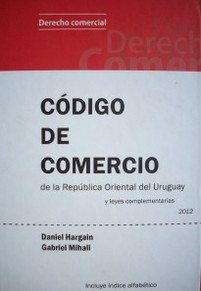 Derecho comercial
Derech
Comer
CÓDIGO
DE
COMERCIO
de la República Oriental del Uruguay
y leyes complementarias
2012
Daniel Hargain
Gabriel Mihali
Incluye índice alfabético